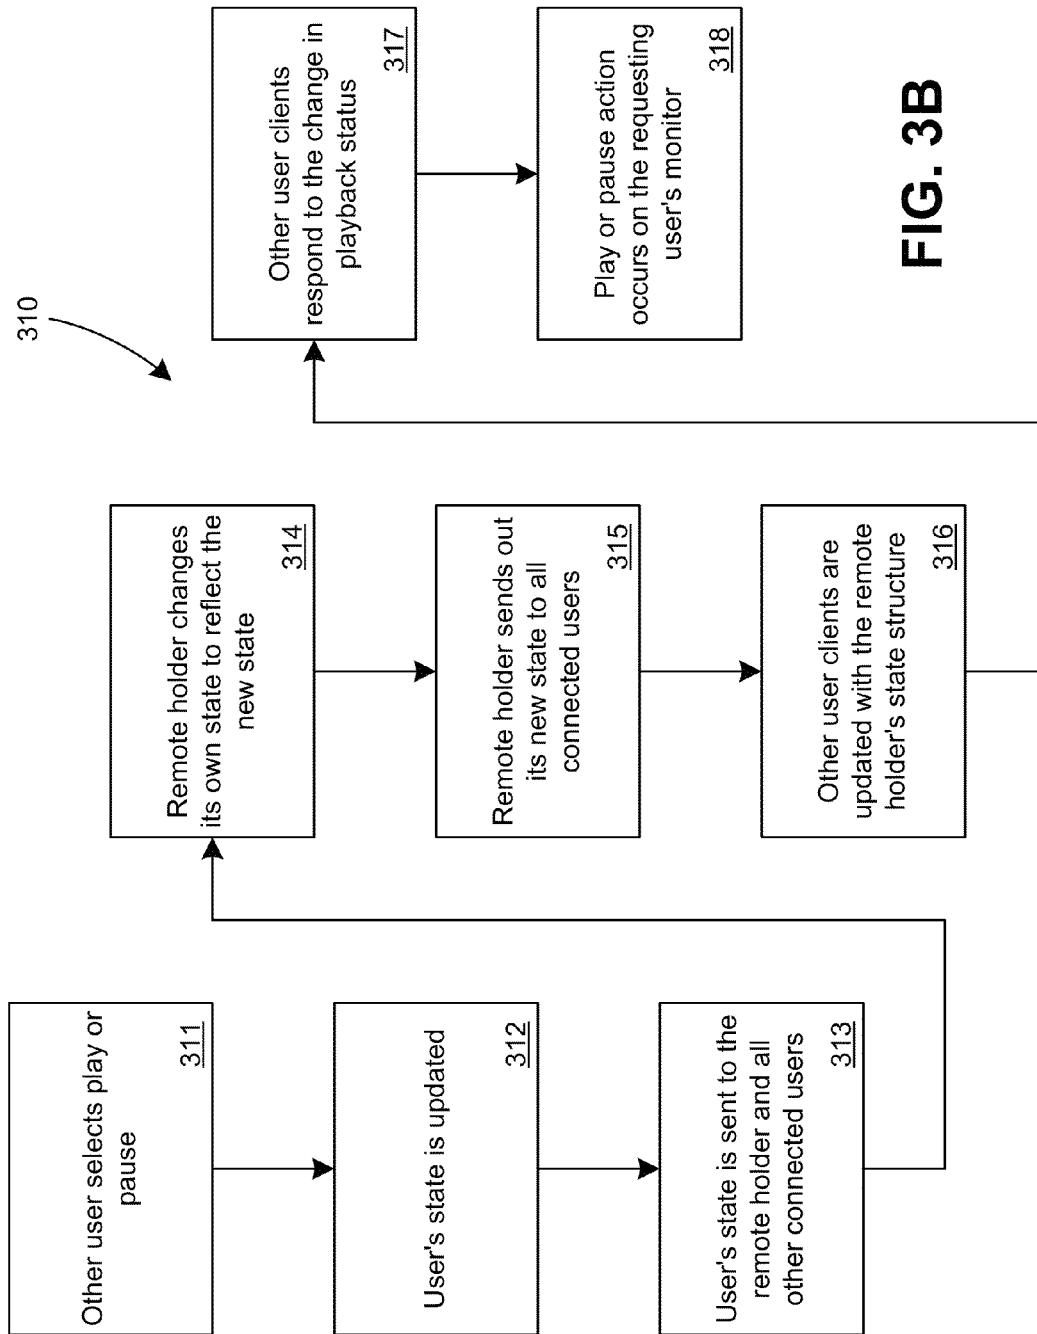 310
Other user selects play or
pause
311
User's state is updated
312
User's state is sent to the
remote holder and all
other connected users
313
Remote holder changes
its own state to reflect the
new state
314
Remote holder sends out
its new state to all
connected users
315
Other user clients are
updated with the remote
holder's state structure
316
Other user clients
respond to the change in
playback status
317
Play or pause action
occurs on the requesting
user's monitor
318
FIG. 3B